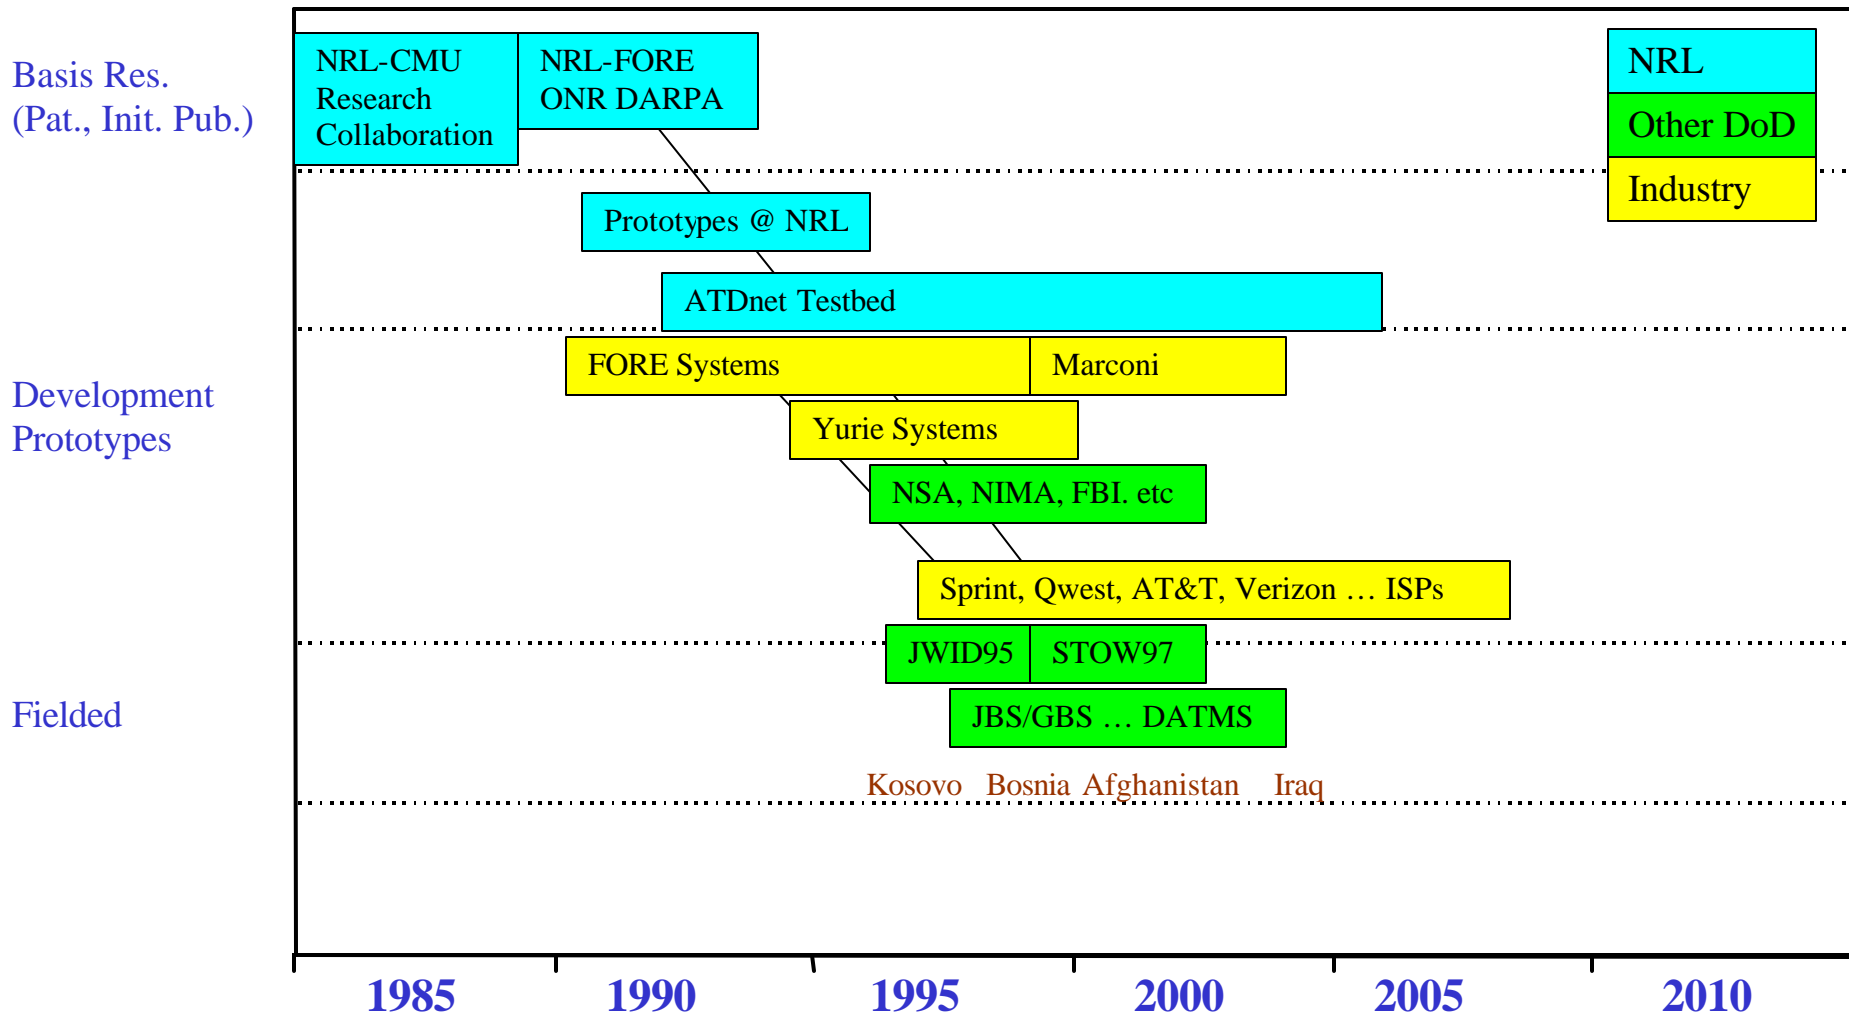 Basis Res.
(Pat., Init. Pub.)
NRL-CMU
Research
Collaboration
NRL-FORE
ONR DARPA
NRL
Other DoD
Industry
Prototypes @ NRL
ATDnet Testbed
Development
Prototypes
FORE Systems
Marconi
Yurie Systems
NSA, NIMA, FBI. etc
Sprint, Qwest, AT&T, Verizon … ISPs
Fielded
JWID95
STOW97
JBS/GBS … DATMS
Kosovo Bosnia Afghanistan Iraq
1985 1990 1995 2000 2005 2010